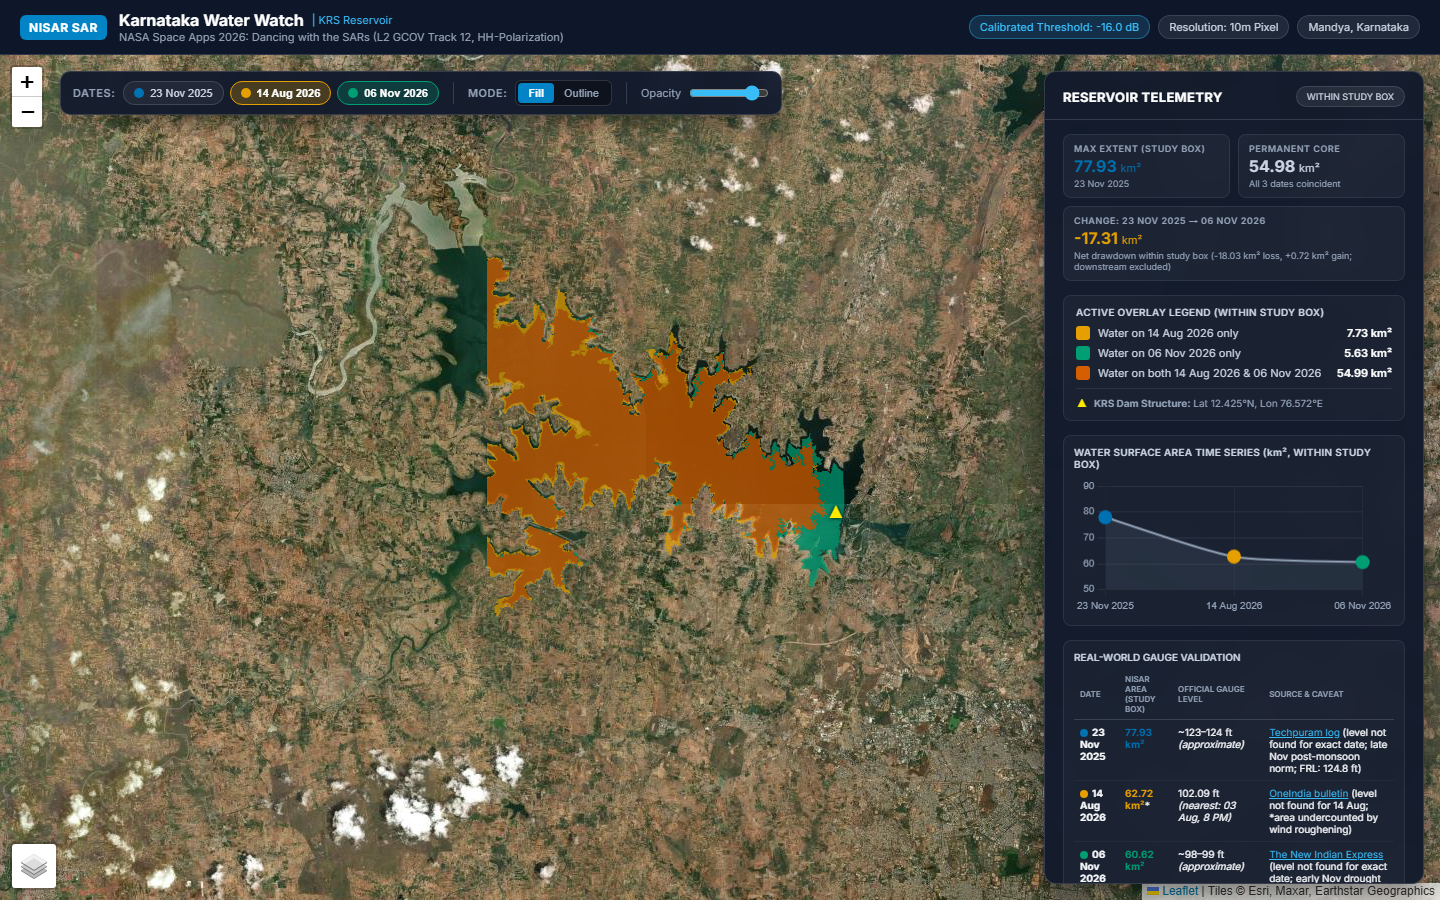 NISAR SAR
Karnataka Water Watch | KRS Reservoir
NASA Space Apps 2026: Dancing with the SARs (L2 GCOV Track 12, HH-Polarization)
Calibrated Threshold: -16.0 dB
Resolution: 10m Pixel
Mandya, Karnataka
+
−
DATES: 23 Nov 2025 14 Aug 2026 06 Nov 2026 MODE: Fill Outline Opacity
RESERVOIR TELEMETRY
WITHIN STUDY BOX
MAX EXTENT (STUDY BOX)
77.93 km²
23 Nov 2025
PERMANENT CORE
54.98 km²
All 3 dates coincident
CHANGE: 23 NOV 2025 → 06 NOV 2026
-17.31 km²
Net drawdown within study box (-18.03 km² loss, +0.72 km² gain;
downstream excluded)
ACTIVE OVERLAY LEGEND (WITHIN STUDY BOX)
Water on 14 Aug 2026 only 7.73 km²
Water on 06 Nov 2026 only 5.63 km²
Water on both 14 Aug 2026 & 06 Nov 2026 54.99 km²
KRS Dam Structure: Lat 12.425°N, Lon 76.572°E
WATER SURFACE AREA TIME SERIES (km², WITHIN STUDY
BOX)
90
80
70
60
50
23 Nov 2025 14 Aug 2026 06 Nov 2026
REAL-WORLD GAUGE VALIDATION
DATE
NISAR
AREA
(STUDY
BOX)
OFFICIAL GAUGE
LEVEL
SOURCE & CAVEAT
23
Nov
2025
77.93
km²
~123–124 ft
(approximate)
Techpuram log (level not
found for exact date; late
Nov post-monsoon
norm; FRL: 124.8 ft)
14
Aug
2026
62.72
km²*
102.09 ft
(nearest: 03
Aug, 8 PM)
OneIndia bulletin (level
not found for 14 Aug;
*area undercounted by
wind roughening)
06
Nov
2026
60.62
km²
~98–99 ft
(approximate)
The New Indian Express
(level not found for exact
date; early Nov drought
Leaflet | Tiles © Esri, Maxar, Earthstar Geographics